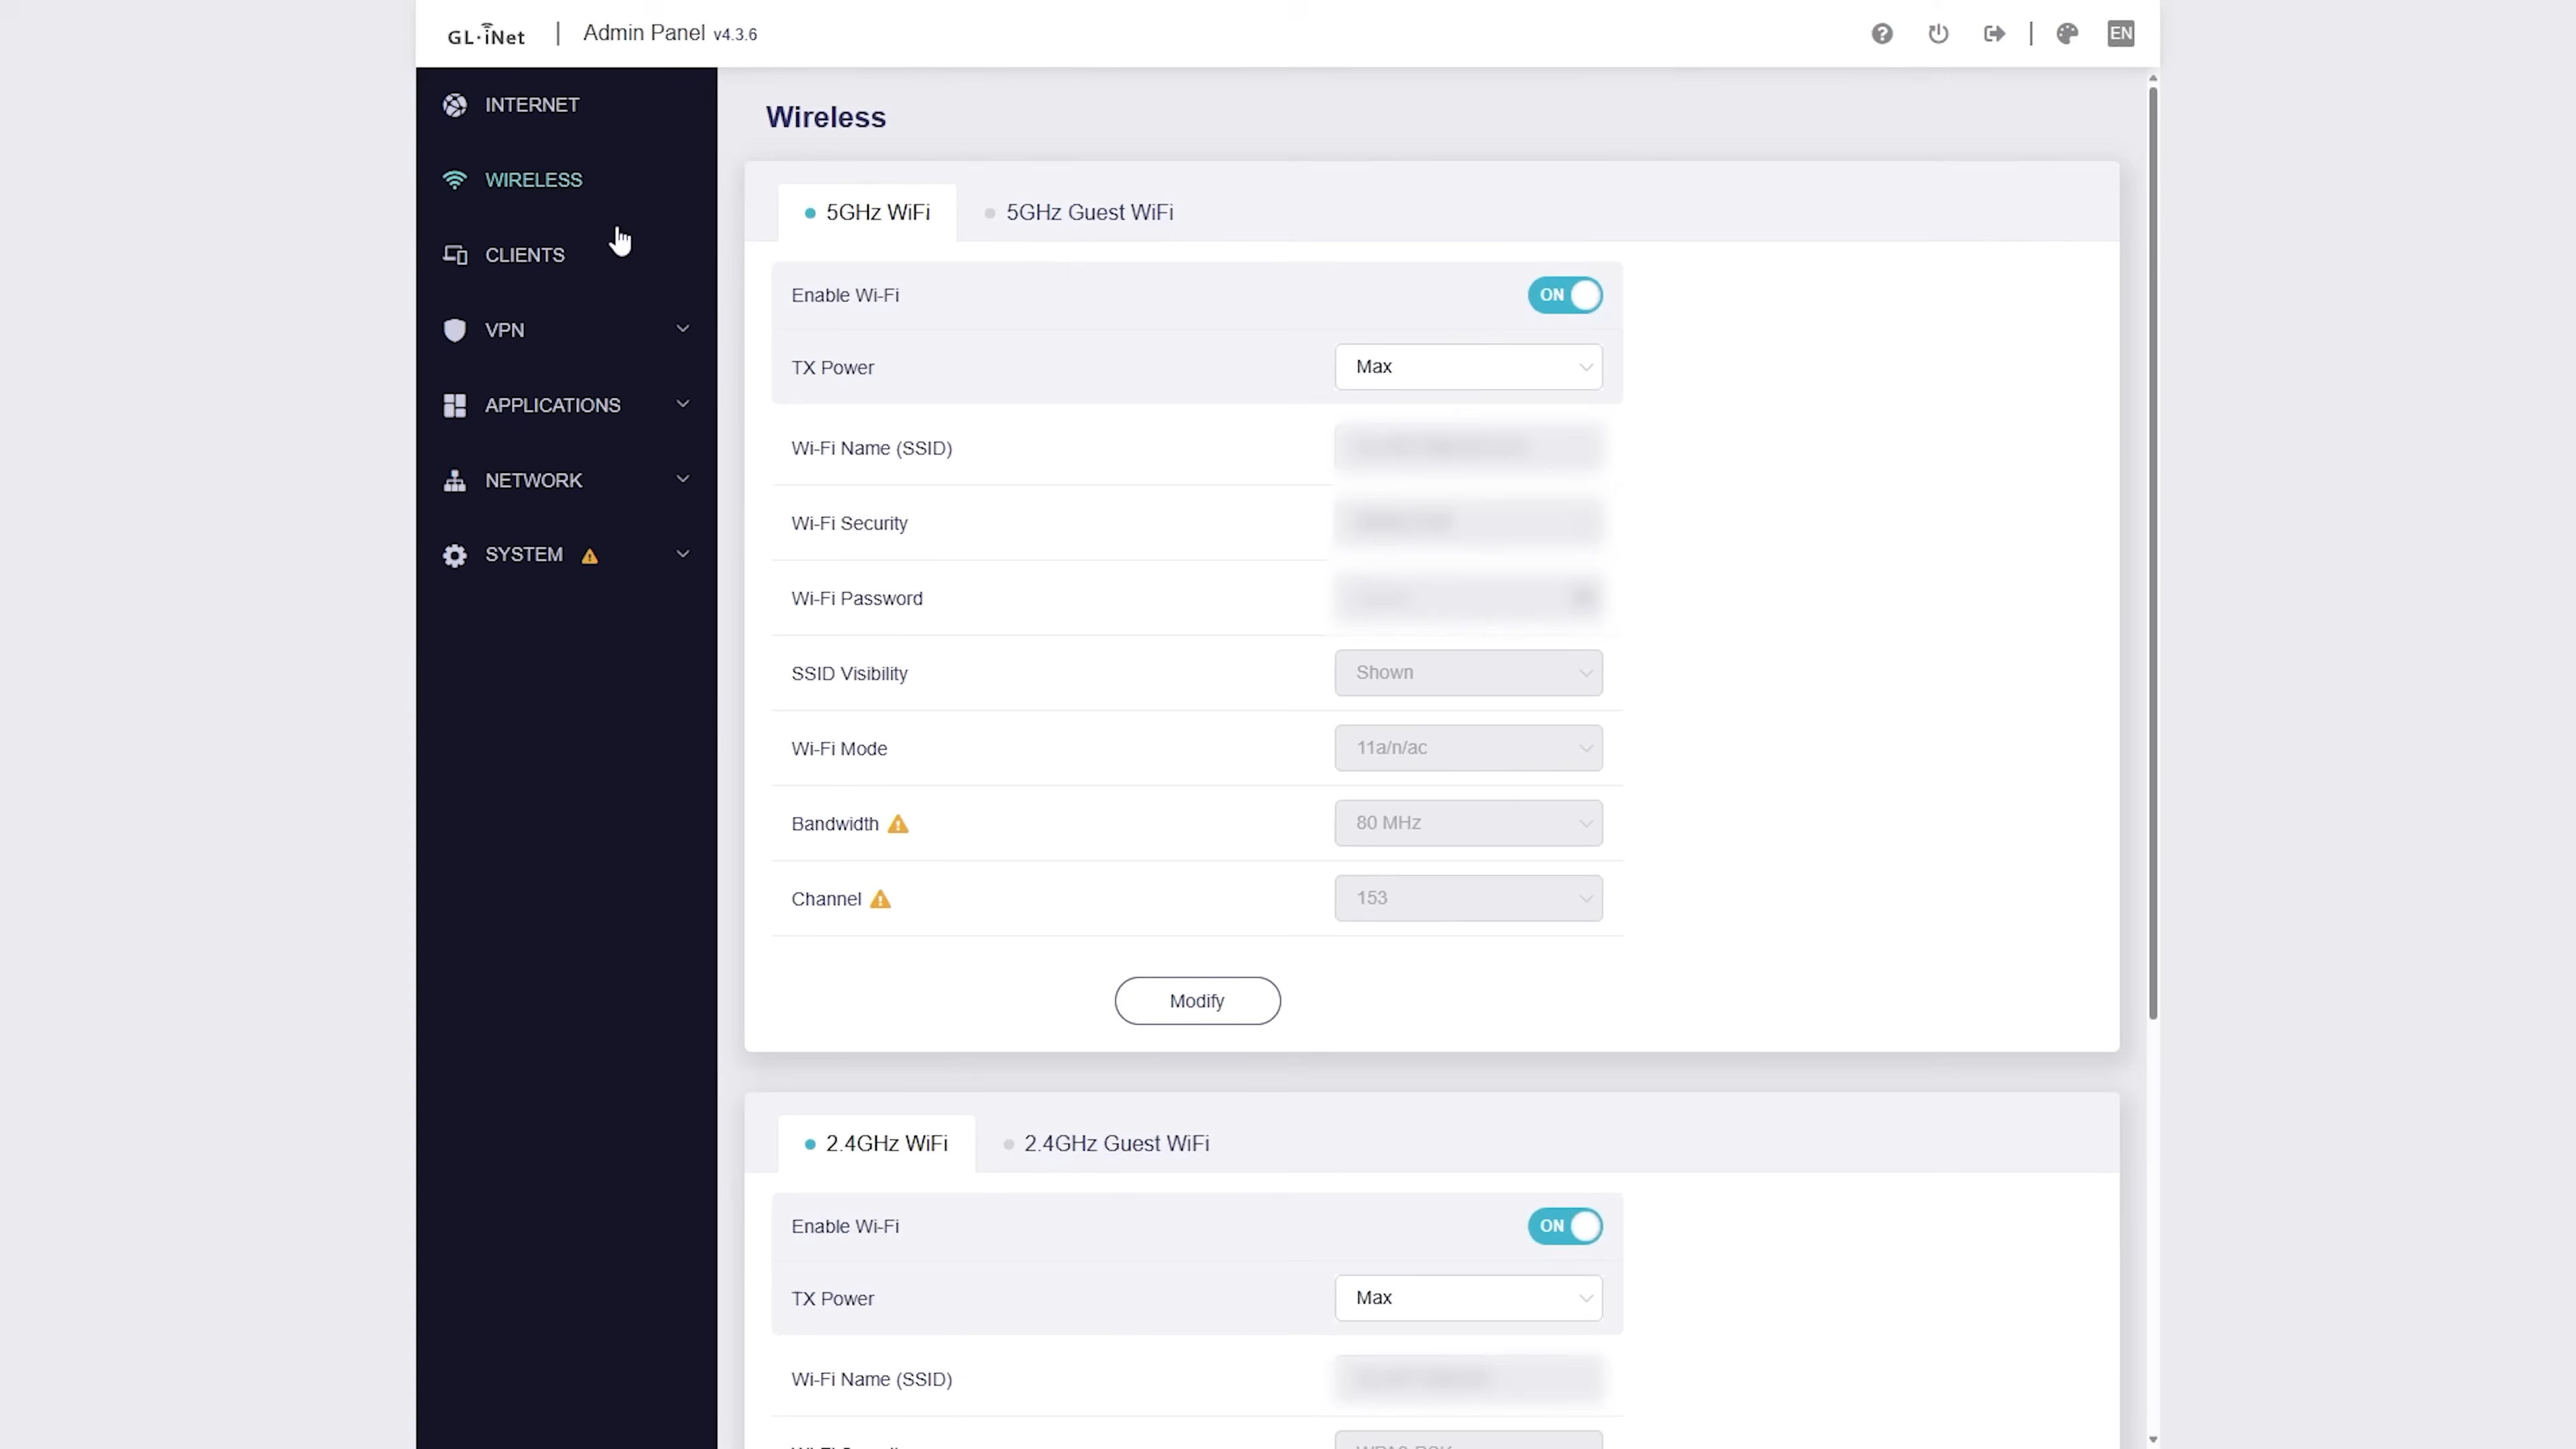 GL·iNet | Admin Panel v4.3.6
EN
INTERNET
WIRELESS
CLIENTS
VPN
APPLICATIONS
NETWORK
SYSTEM
Wireless
5GHz WiFi
5GHz Guest WiFi
Enable Wi-Fi
ON
TX Power
Max
Wi-Fi Name (SSID)
Wi-Fi Security
Wi-Fi Password
SSID Visibility
Shown
Wi-Fi Mode
11a/n/ac
Bandwidth
80 MHz
Channel
153
Modify
2.4GHz WiFi
2.4GHz Guest WiFi
Enable Wi-Fi
ON
TX Power
Max
Wi-Fi Name (SSID)